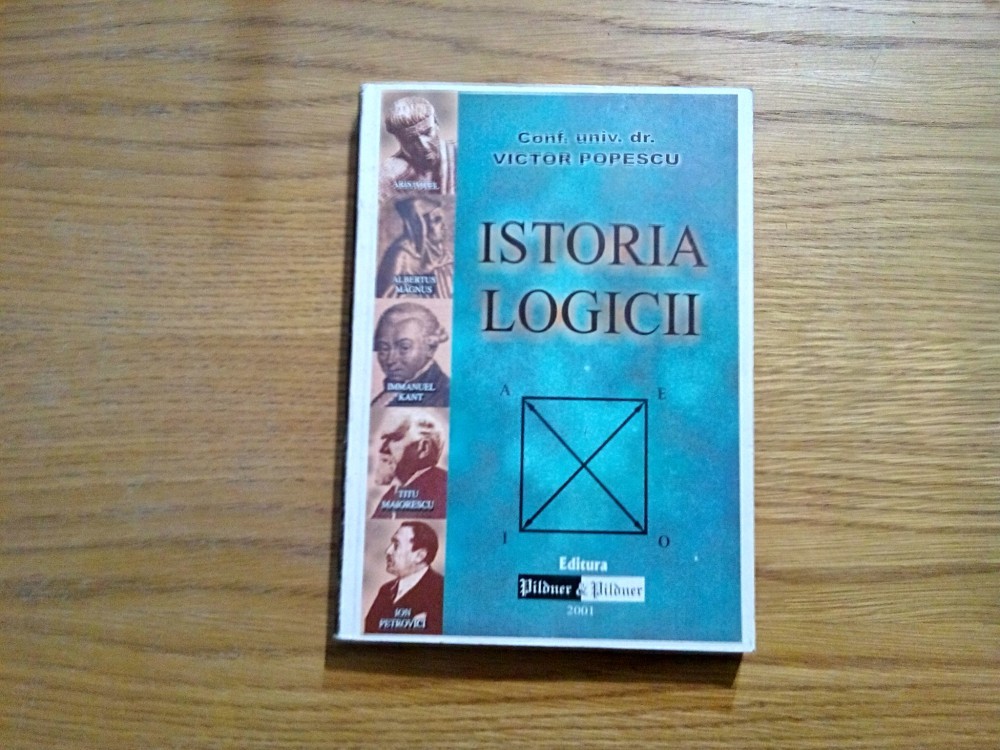 Conf. univ. dr.
VICTOR POPESCU
ISTORIA
LOGICII
A
E
I
O
Editura
Pildner & Pildner
2001
ALBERTUS
MAGNUS
IMMANUEL
KANT
TITU
MAIORESCU
ION
PETROVICI